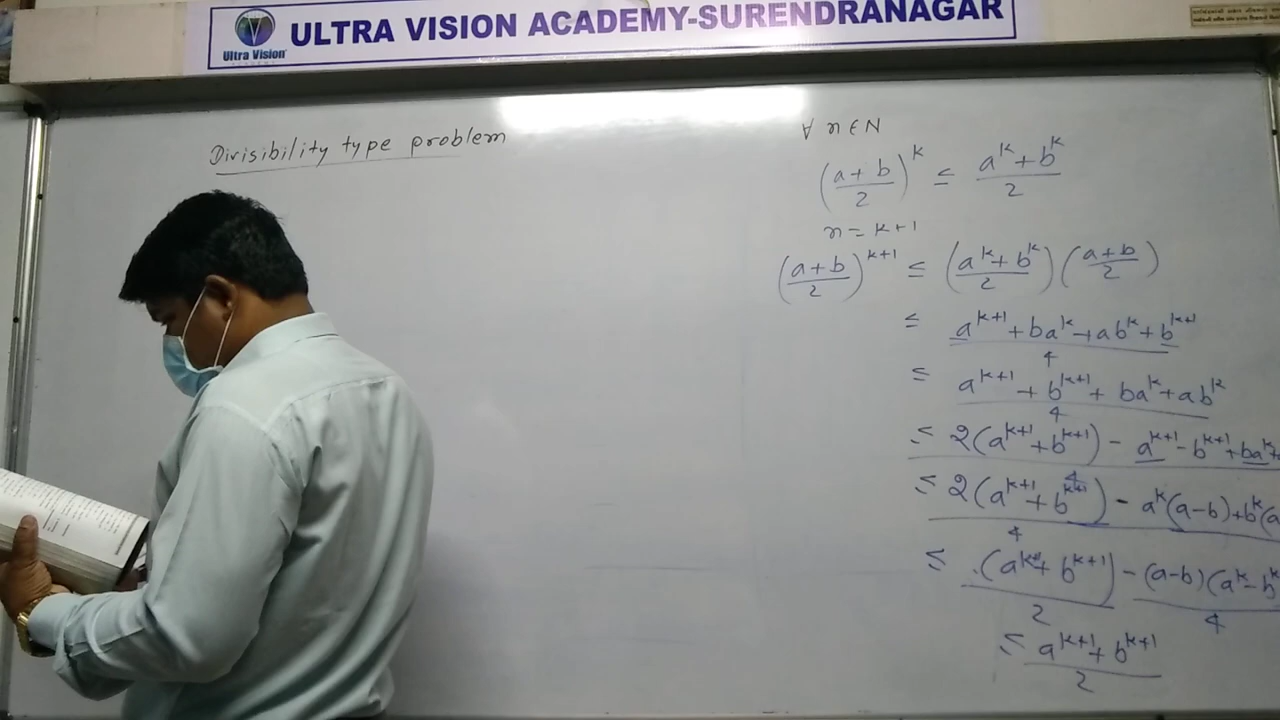 ULTRA VISION ACADEMY-SURENDRANAGAR
Ultra Vision
Divisibility type problem
∀ n ∈ N
((a+b)/2)^k ≤ (a^k + b^k)/2
n = k+1
((a+b)/2)^(k+1) ≤ ((a^k + b^k)/2) ((a+b)/2)
≤ (a^(k+1) + ba^k + ab^k + b^(k+1))/4
≤ (a^(k+1) + b^(k+1) + ba^k + ab^k)/4
≤ (2(a^(k+1) + b^(k+1)) - a^(k+1) - b^(k+1) + ba^k +)/4
≤ (2(a^(k+1) + b^(k+1)) - a^k(a-b) + b^k(a)/4
≤ (a^(k+1) + b^(k+1))/2 - (a-b)(a^k - b^k)/4
≤ (a^(k+1) + b^(k+1))/2